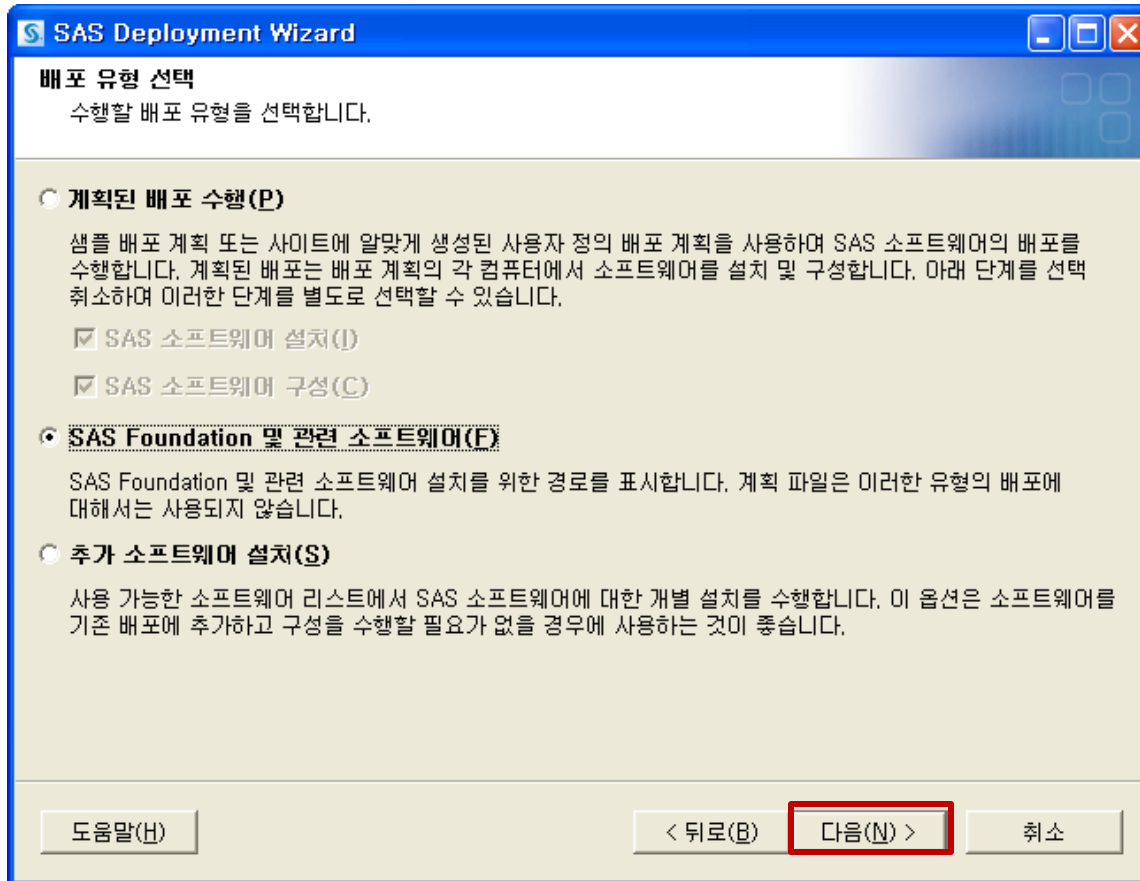 SAS Deployment Wizard
배포 유형 선택
수행할 배포 유형을 선택합니다.
계획된 배포 수행(P)
샘플 배포 계획 또는 사이트에 알맞게 생성된 사용자 정의 배포 계획을 사용하여 SAS 소프트웨어의 배포를
수행합니다. 계획된 배포는 배포 계획의 각 컴퓨터에서 소프트웨어를 설치 및 구성합니다. 아래 단계를 선택
취소하여 이러한 단계를 별도로 선택할 수 있습니다.
SAS 소프트웨어 설치(I)
SAS 소프트웨어 구성(C)
SAS Foundation 및 관련 소프트웨어(F)
SAS Foundation 및 관련 소프트웨어 설치를 위한 경로를 표시합니다. 계획 파일은 이러한 유형의 배포에
대해서는 사용되지 않습니다.
추가 소프트웨어 설치(S)
사용 가능한 소프트웨어 리스트에서 SAS 소프트웨어에 대한 개별 설치를 수행합니다. 이 옵션은 소프트웨어를
기존 배포에 추가하고 구성을 수행할 필요가 없을 경우에 사용하는 것이 좋습니다.
도움말(H) < 뒤로(B) 다음(N) > 취소